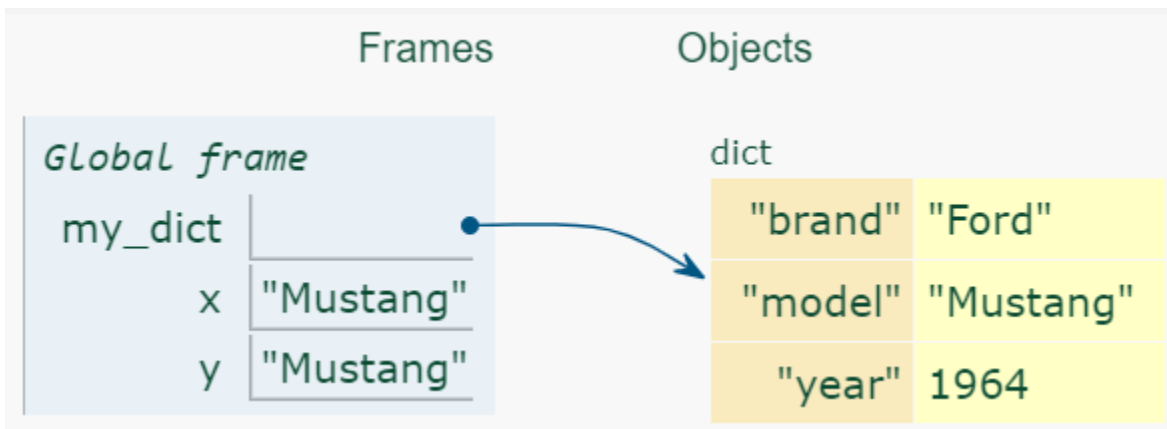 Frames Objects
Global frame
my_dict
x "Mustang"
y "Mustang"
dict
"brand" "Ford"
"model" "Mustang"
"year" 1964